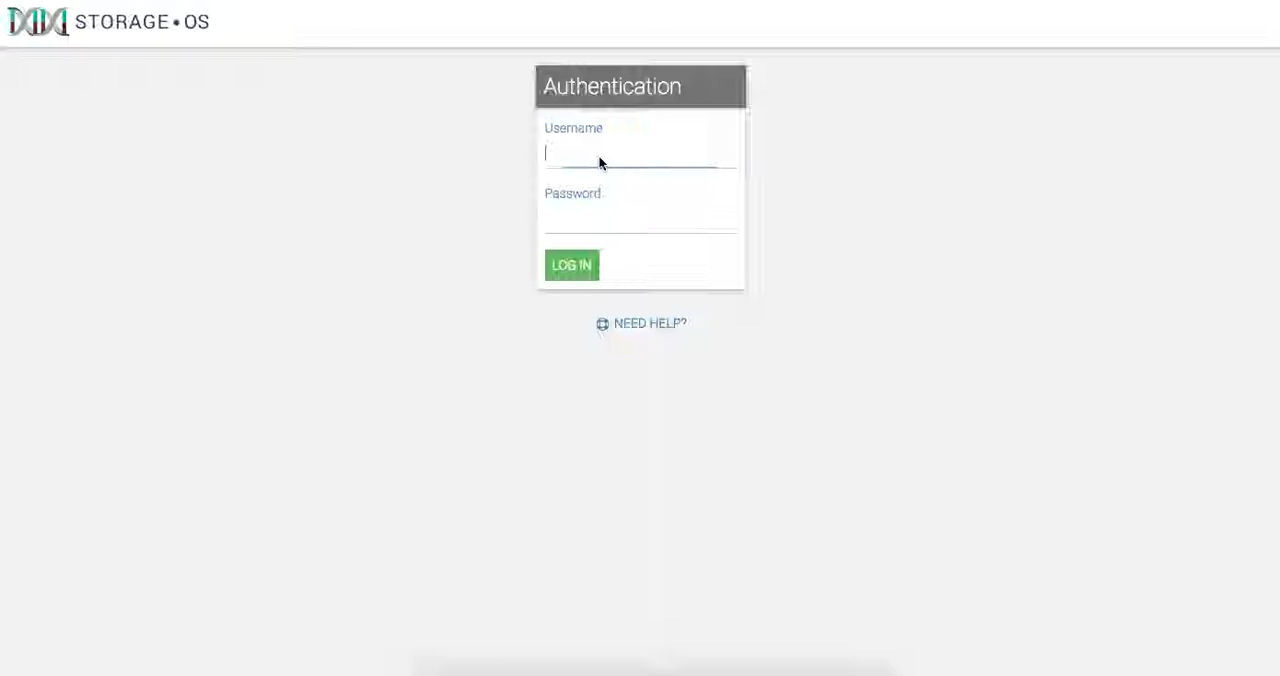 STORAGE•OS
Authentication
Username
Password
LOG IN
NEED HELP?